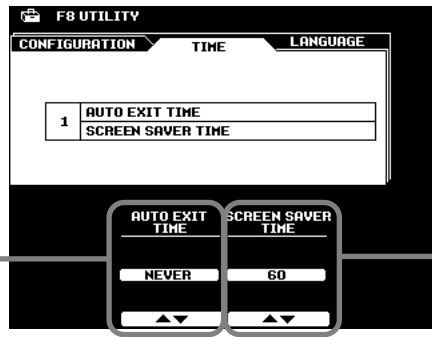 F8 UTILITY
CONFIGURATION TIME LANGUAGE
1 AUTO EXIT TIME
SCREEN SAVER TIME
AUTO EXIT TIME
SCREEN SAVER TIME
NEVER 60